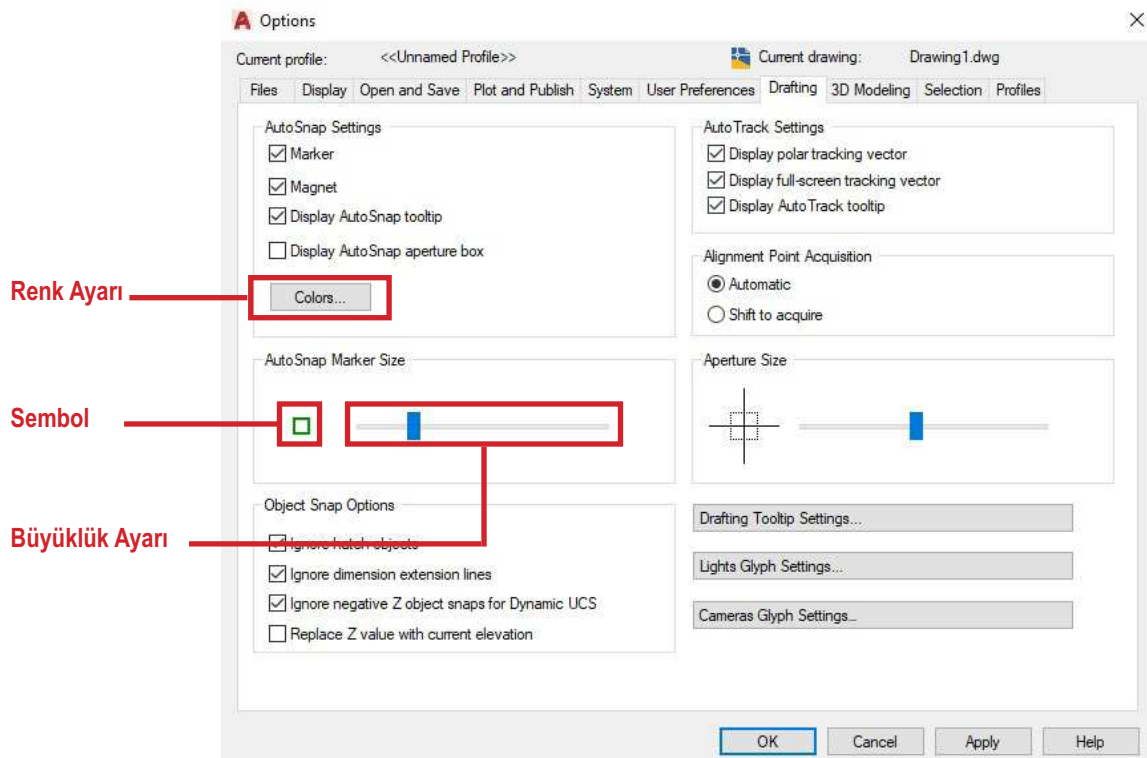 Options
Current profile: <<Unnamed Profile>> Current drawing: Drawing1.dwg
Files Display Open and Save Plot and Publish System User Preferences Drafting 3D Modeling Selection Profiles
AutoSnap Settings
Marker
Magnet
Display AutoSnap tooltip
Display AutoSnap aperture box
Colors...
Renk Ayarı
AutoTrack Settings
Display polar tracking vector
Display full-screen tracking vector
Display AutoTrack tooltip
Alignment Point Acquisition
Automatic
Shift to acquire
AutoSnap Marker Size
Sembol
Büyüklük Ayarı
Aperture Size
Object Snap Options
Ignore hatch objects
Ignore dimension extension lines
Ignore negative Z object snaps for Dynamic UCS
Replace Z value with current elevation
Drafting Tooltip Settings...
Lights Glyph Settings...
Cameras Glyph Settings...
OK Cancel Apply Help